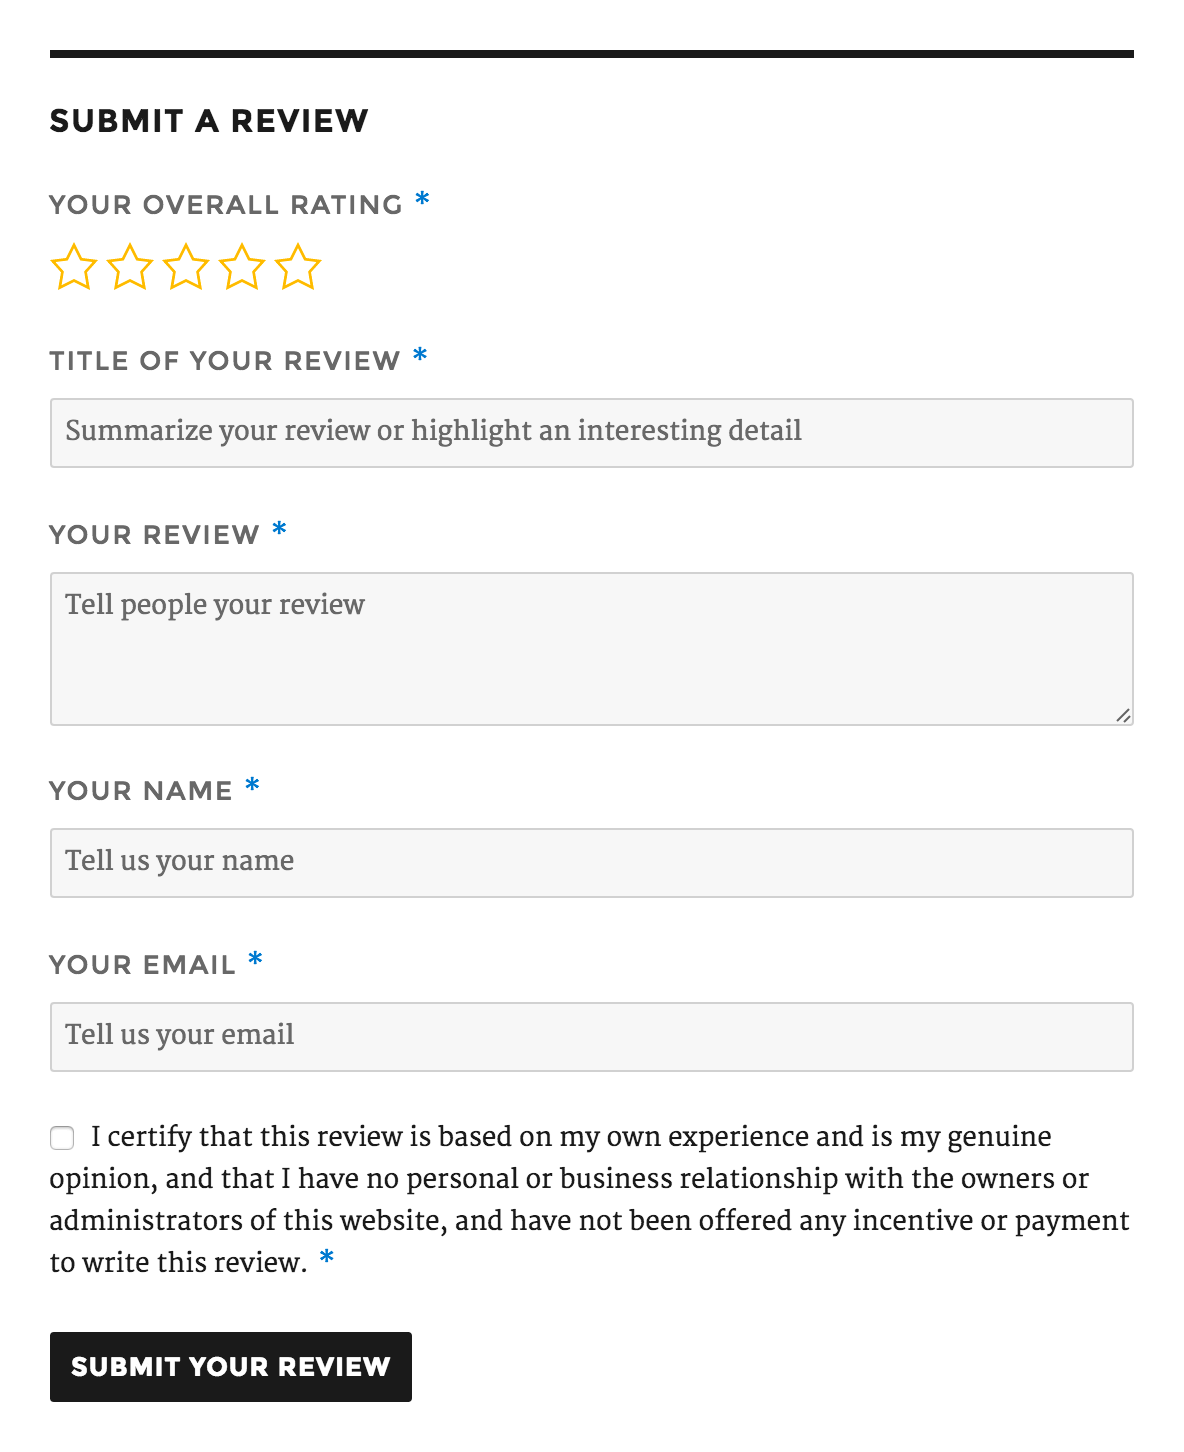 SUBMIT A REVIEW
YOUR OVERALL RATING *
TITLE OF YOUR REVIEW *
Summarize your review or highlight an interesting detail
YOUR REVIEW *
Tell people your review
YOUR NAME *
Tell us your name
YOUR EMAIL *
Tell us your email
I certify that this review is based on my own experience and is my genuine
opinion, and that I have no personal or business relationship with the owners or
administrators of this website, and have not been offered any incentive or payment
to write this review. *
SUBMIT YOUR REVIEW